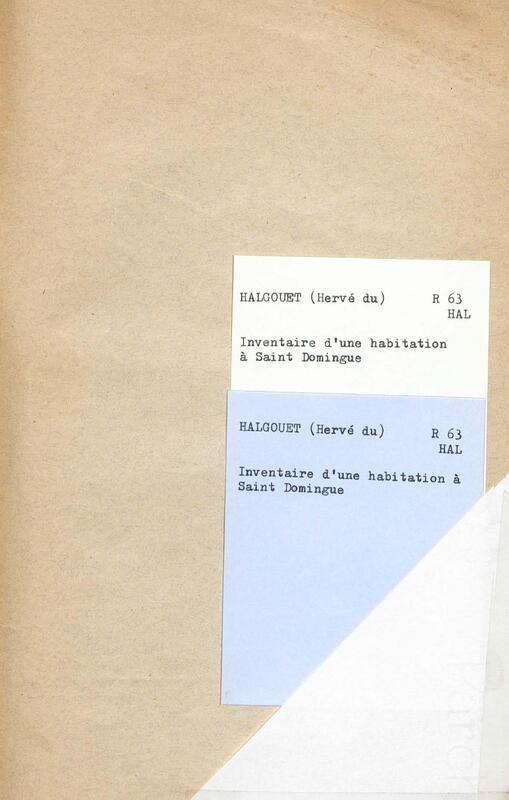 HALGOUET (Hervé du) R 63
HAL
Inventaire d'une habitation
à Saint Domingue
HALGOUET (Hervé du) R 63
HAL
Inventaire d'une habitation à
Saint Domingue